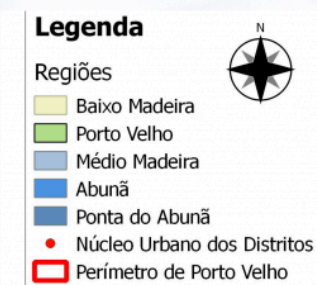 Legenda
N
Regiões
Baixo Madeira
Porto Velho
Médio Madeira
Abunã
Ponta do Abunã
Núcleo Urbano dos Distritos
Perímetro de Porto Velho